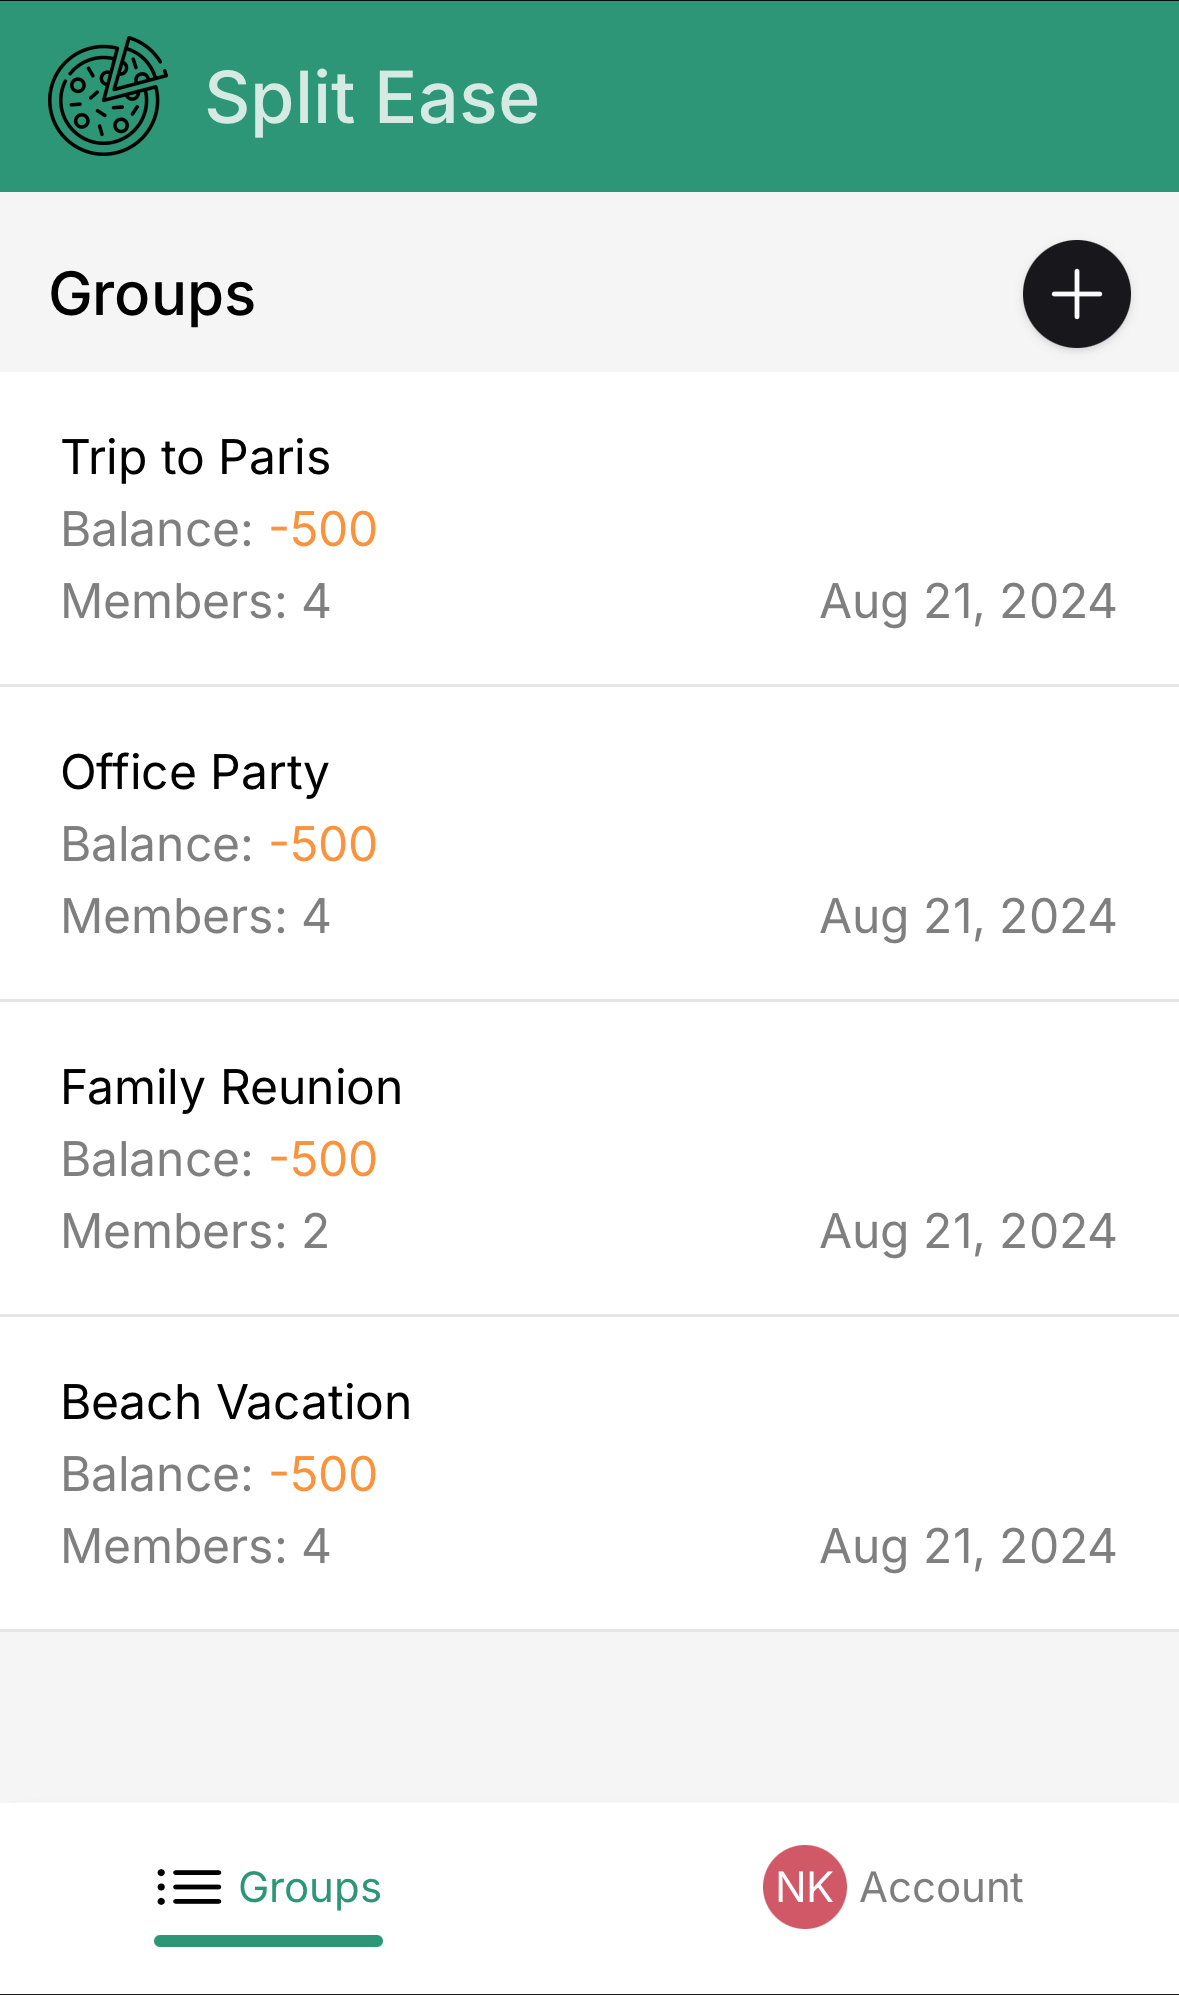 Split Ease
Groups
Trip to Paris
Balance: -500
Members: 4 Aug 21, 2024
Office Party
Balance: -500
Members: 4 Aug 21, 2024
Family Reunion
Balance: -500
Members: 2 Aug 21, 2024
Beach Vacation
Balance: -500
Members: 4 Aug 21, 2024
Groups NK Account